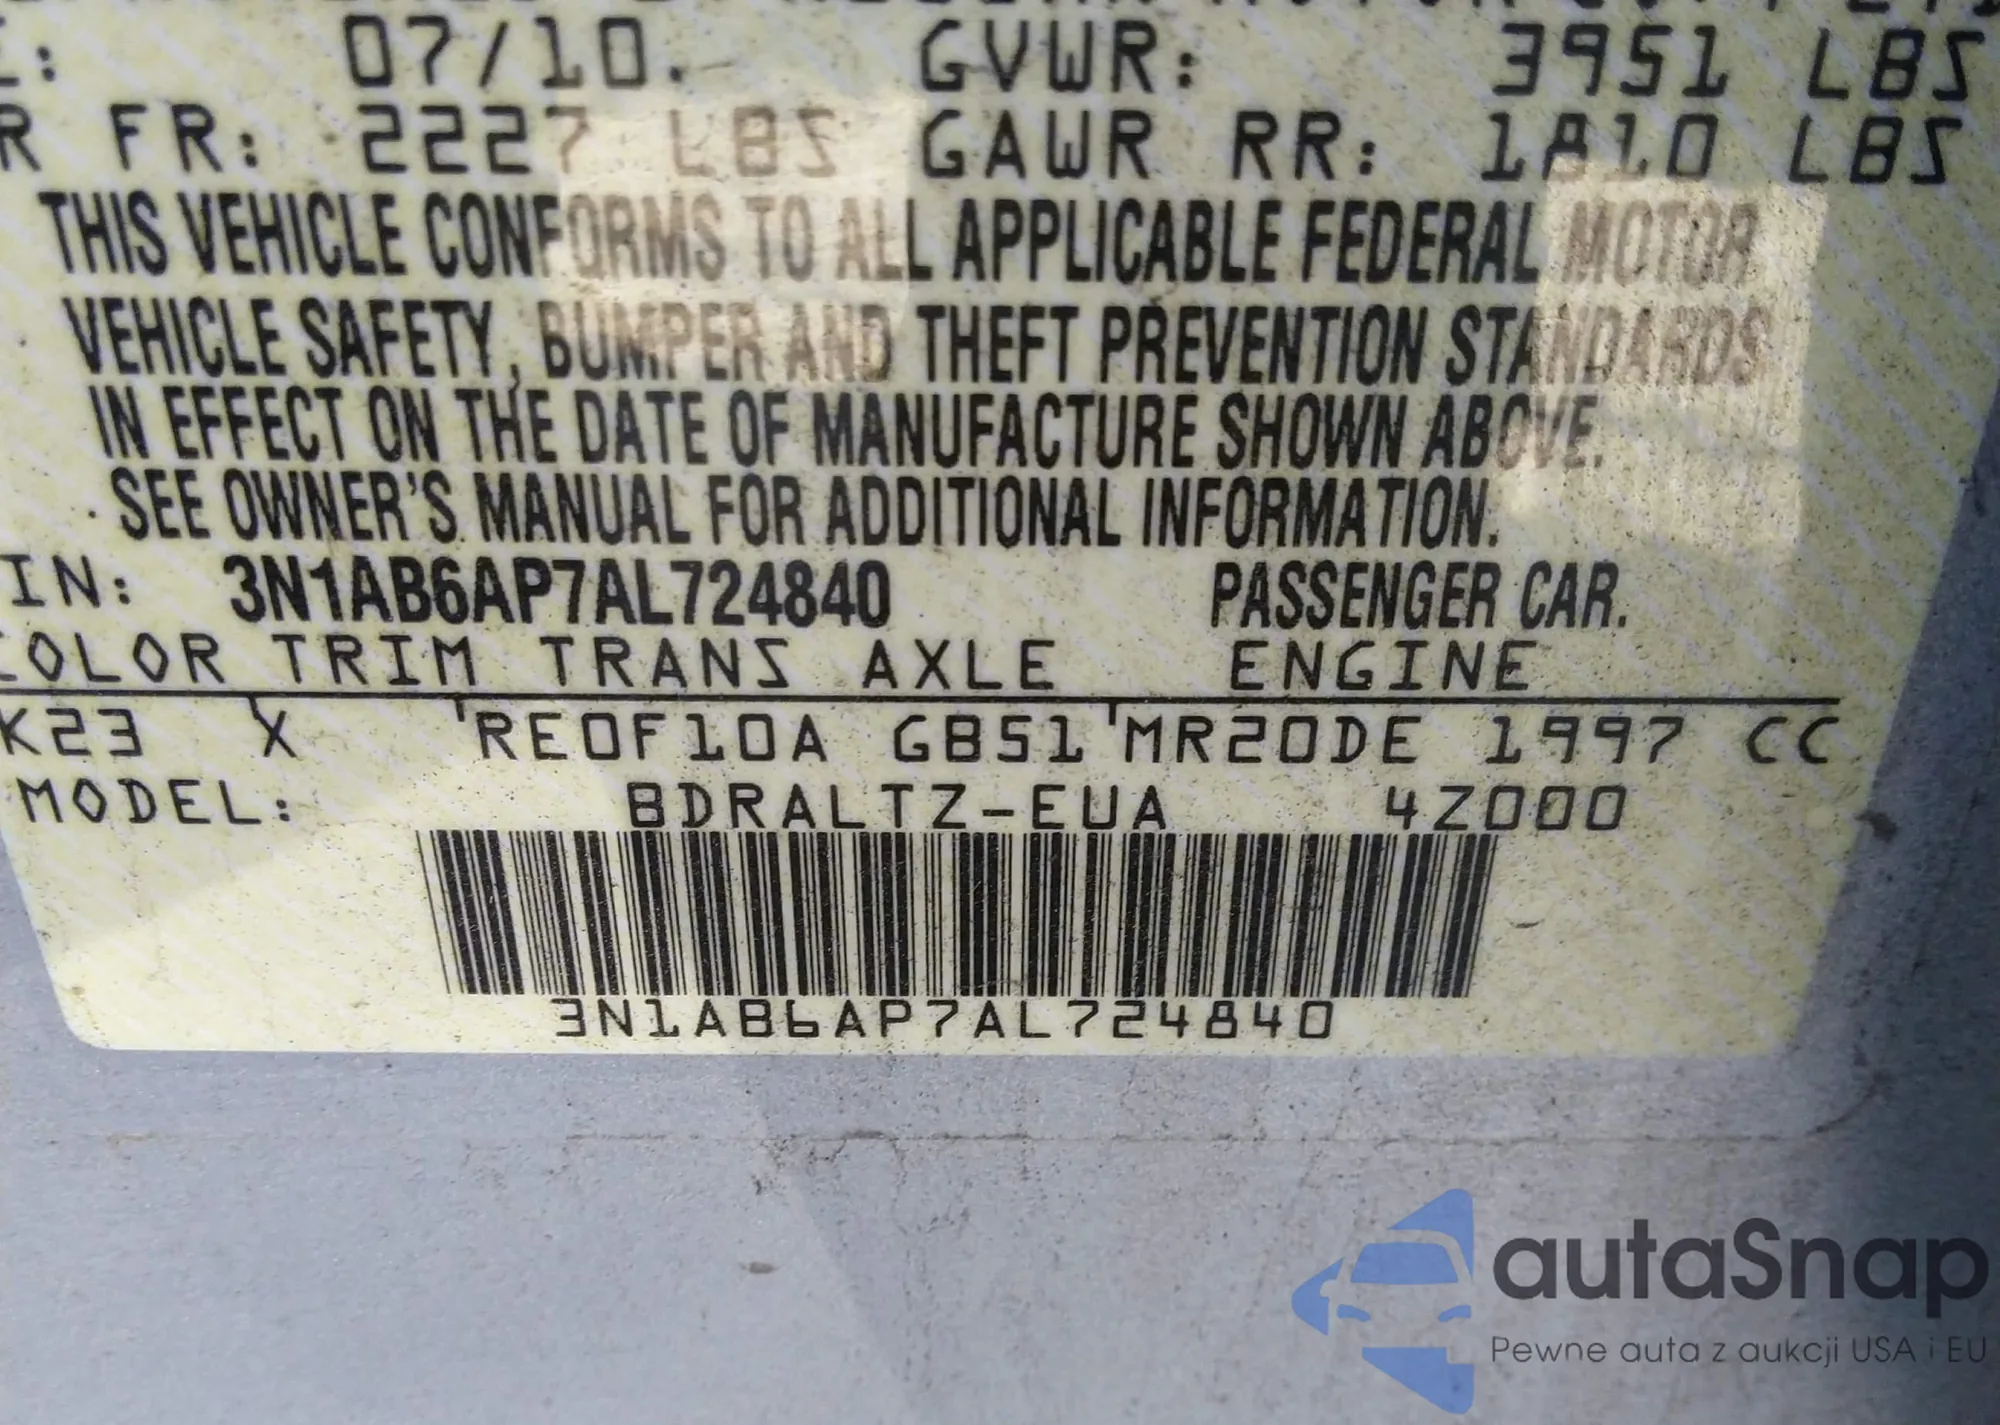 E: 07/10. GVWR: 3951 LBS
R FR: 2227 LBS GAWR RR: 1810 LBS
THIS VEHICLE CONFORMS TO ALL APPLICABLE FEDERAL MOTOR
VEHICLE SAFETY, BUMPER AND THEFT PREVENTION STANDARDS
IN EFFECT ON THE DATE OF MANUFACTURE SHOWN ABOVE.
SEE OWNER'S MANUAL FOR ADDITIONAL INFORMATION.
IN: 3N1AB6AP7AL724840 PASSENGER CAR.
COLOR TRIM TRANS AXLE ENGINE
K23 X RE0F10A GB51 MR20DE 1997 CC
MODEL: BDRALTZ-EUA 4Z000
3N1AB6AP7AL724840
autaSnap
Pewne auta z aukcji USA i EU